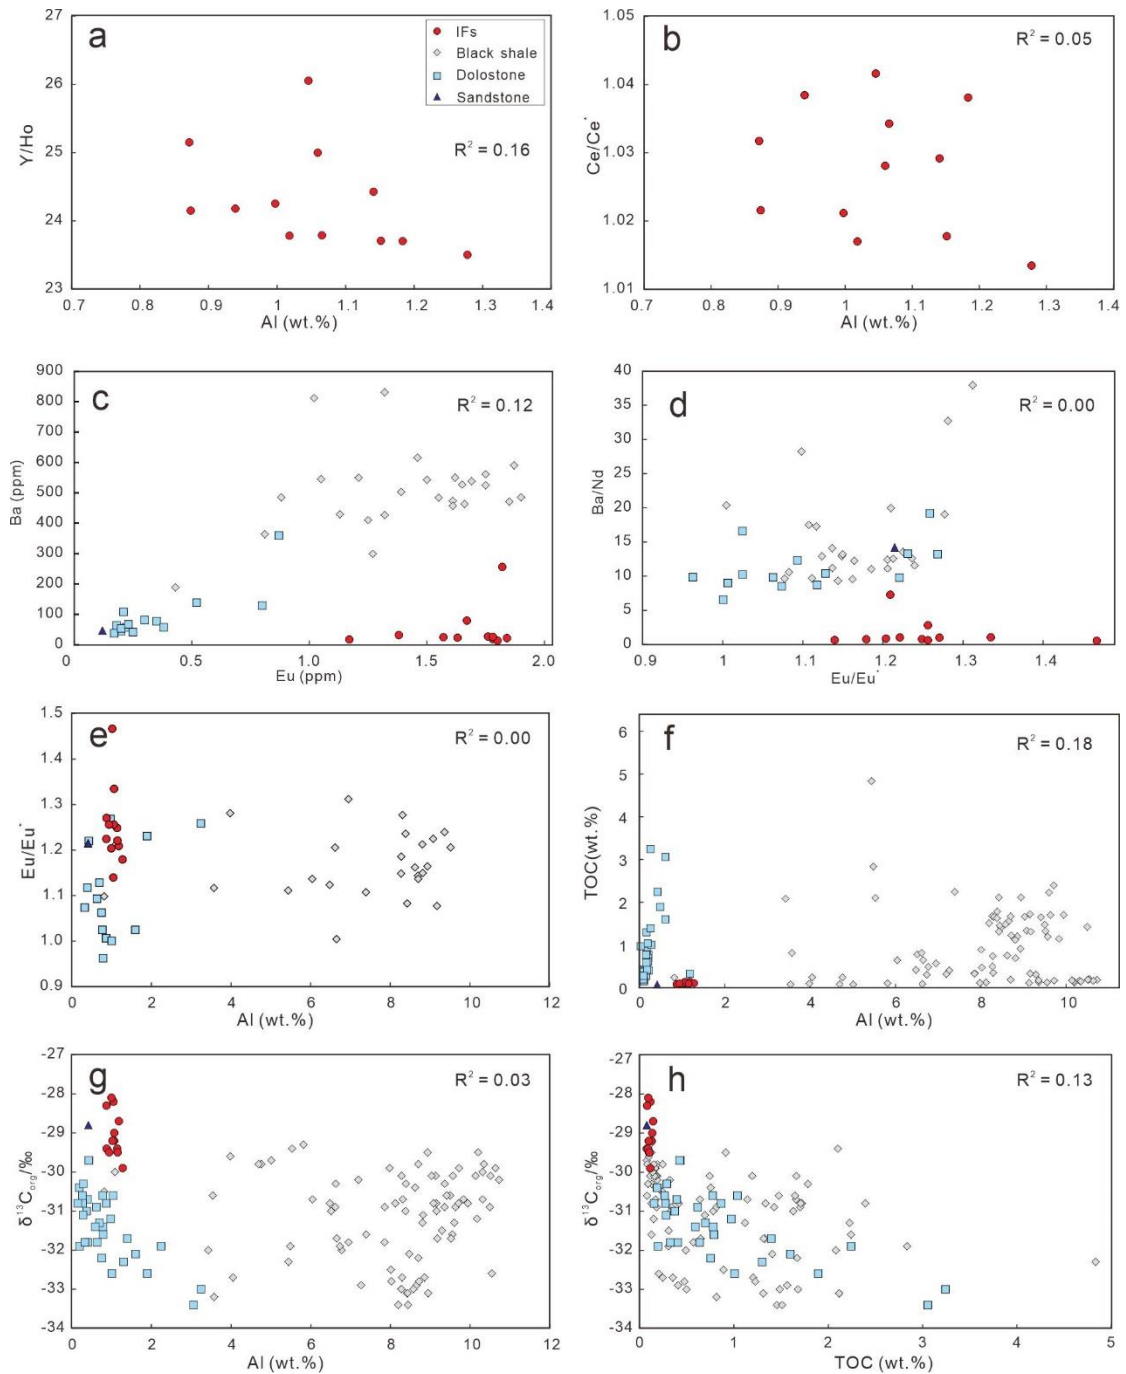 a
27
26
25
24
23
Y/Ho
IFs
Black shale
Dolostone
Sandstone
R² = 0.16
0.7 0.8 0.9 1 1.1 1.2 1.3 1.4
Al (wt.%)
b
1.05
1.04
1.03
1.02
1.01
Ce/Ce*
R² = 0.05
0.7 0.8 0.9 1 1.1 1.2 1.3 1.4
Al (wt.%)
c
900
800
700
600
500
400
300
200
100
0
Ba (ppm)
R² = 0.12
0 0.5 1.0 1.5 2.0
Eu (ppm)
d
40
35
30
25
20
15
10
5
0
Ba/Nd
R² = 0.00
0.9 1 1.1 1.2 1.3 1.4
Eu/Eu*
e
1.5
1.4
1.3
1.2
1.1
1.0
0.9
Eu/Eu*
R² = 0.00
0 2 4 6 8 10 12
Al (wt.%)
f
6
5
4
3
2
1
0
TOC(wt.%)
R² = 0.18
0 2 4 6 8 10
Al (wt.%)
g
-27
-28
-29
-30
-31
-32
-33
-34
δ¹³Corg/‰
R² = 0.03
0 2 4 6 8 10 12
Al (wt.%)
h
-27
-28
-29
-30
-31
-32
-33
-34
δ¹³Corg/‰
R² = 0.13
0 1 2 3 4 5
TOC (wt.%)